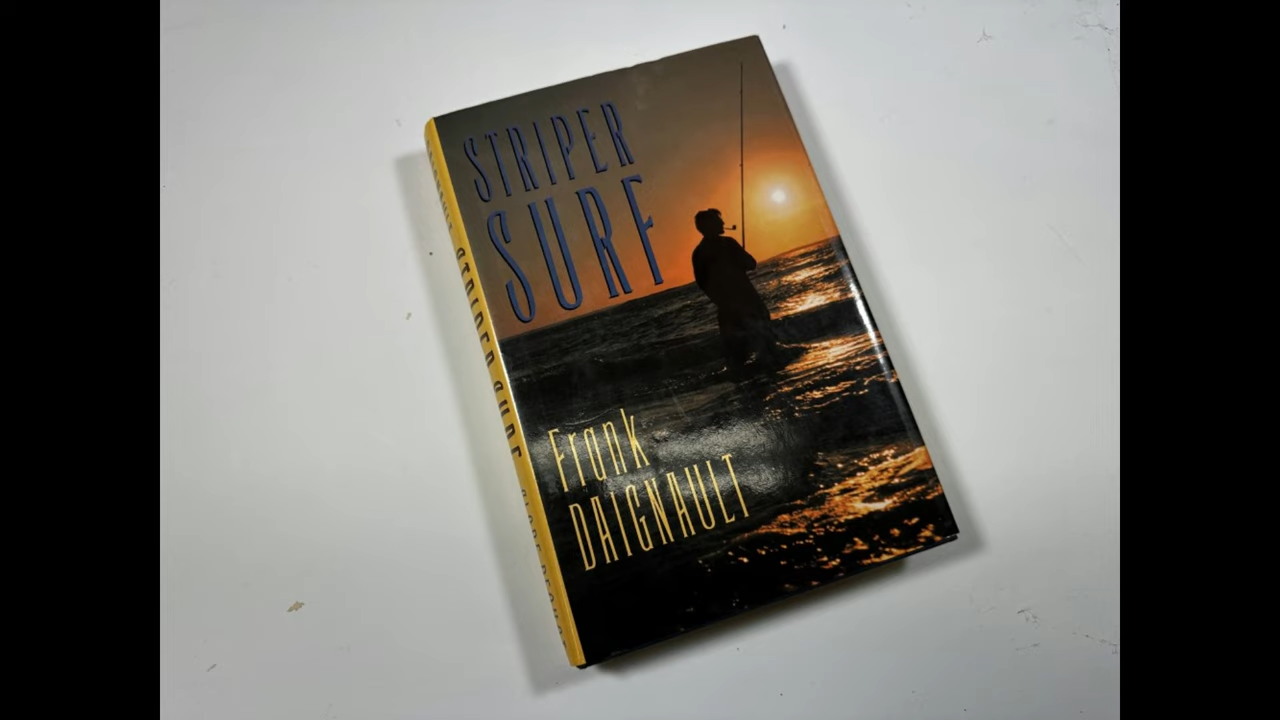 STRIPER
SURF
Frank
DAIGNAULT
STRIPER SURF